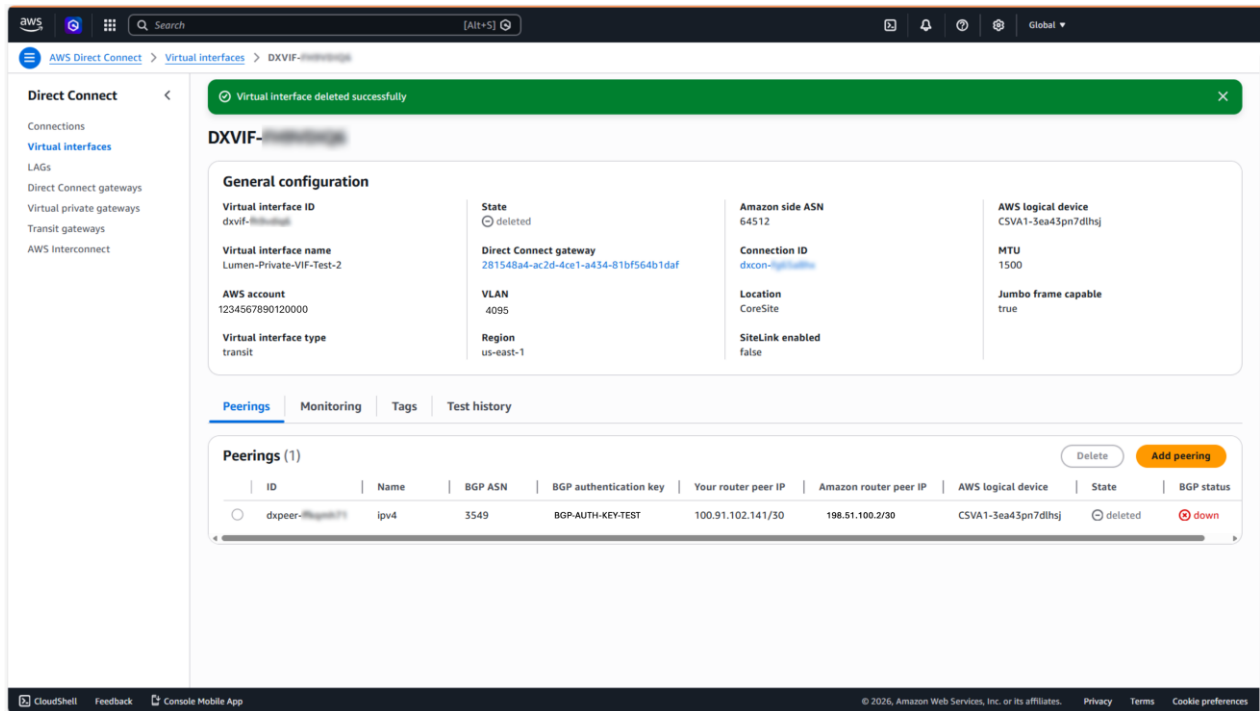 aws
Search [Alt+S]
Global
AWS Direct Connect > Virtual interfaces > DXVIF-
Direct Connect
Connections
Virtual interfaces
LAGs
Direct Connect gateways
Virtual private gateways
Transit gateways
AWS Interconnect
Virtual interface deleted successfully
DXVIF-
General configuration
Virtual interface ID
dxvif-
Virtual interface name
Lumen-Private-VIF-Test-2
AWS account
1234567890120000
Virtual interface type
transit
State
deleted
Direct Connect gateway
281548a4-ac2d-4ce1-a434-81bf564b1daf
VLAN
4095
Region
us-east-1
Amazon side ASN
64512
Connection ID
dxcon-
Location
CoreSite
SiteLink enabled
false
AWS logical device
CSVA1-3ea43pn7dlhsj
MTU
1500
Jumbo frame capable
true
Peerings Monitoring Tags Test history
Peerings (1) Delete Add peering
ID Name BGP ASN BGP authentication key Your router peer IP Amazon router peer IP AWS logical device State BGP status
dxpeer- ipv4 3549 BGP-AUTH-KEY-TEST 100.91.102.141/30 198.51.100.2/30 CSVA1-3ea43pn7dlhsj deleted down
CloudShell Feedback Console Mobile App © 2026, Amazon Web Services, Inc. or its affiliates. Privacy Terms Cookie preferences